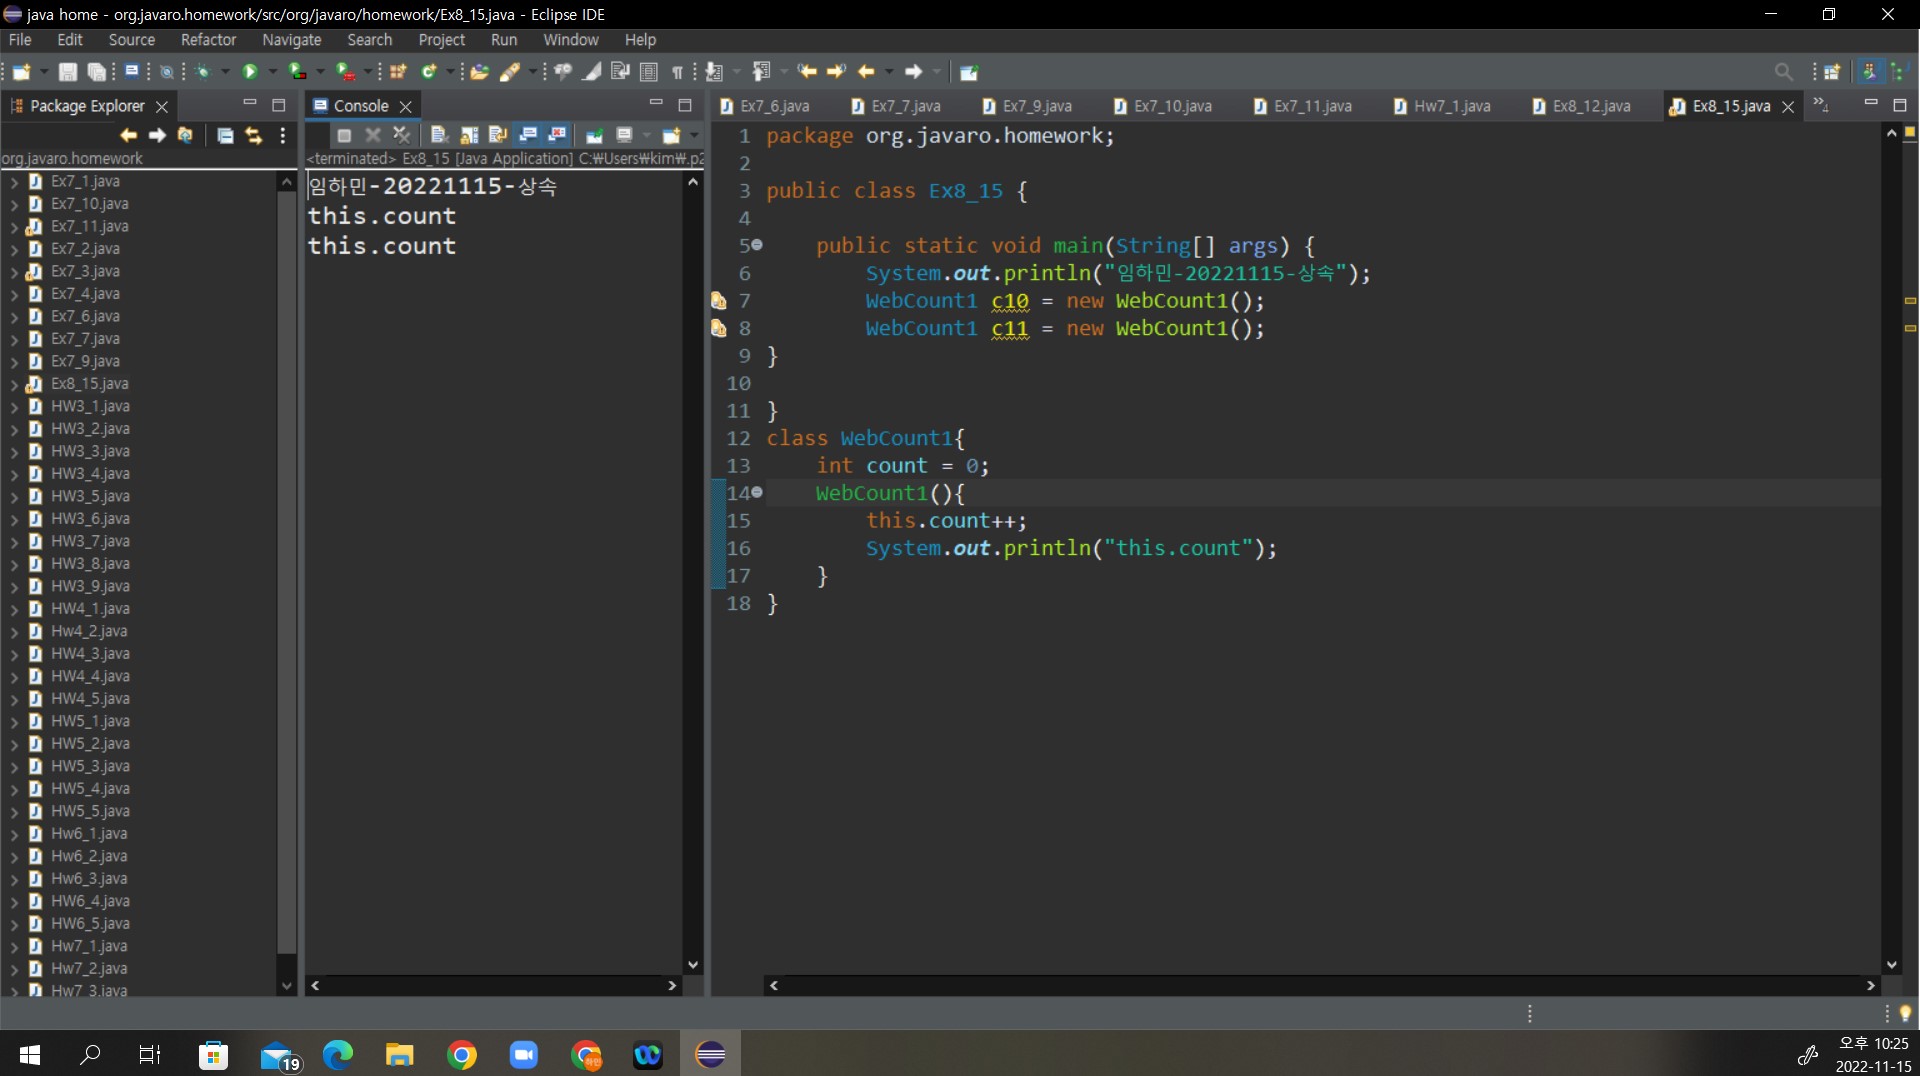 java home - org.javaro.homework/src/org/javaro/homework/Ex8_15.java - Eclipse IDE
File Edit Source Refactor Navigate Search Project Run Window Help
Package Explorer
org.javaro.homework
Ex7_1.java
Ex7_10.java
Ex7_11.java
Ex7_2.java
Ex7_3.java
Ex7_4.java
Ex7_6.java
Ex7_7.java
Ex7_9.java
Ex8_15.java
HW3_1.java
HW3_2.java
HW3_3.java
HW3_4.java
HW3_5.java
HW3_6.java
HW3_7.java
HW3_8.java
HW3_9.java
HW4_1.java
Hw4_2.java
HW4_3.java
HW4_4.java
HW4_5.java
HW5_1.java
HW5_2.java
HW5_3.java
HW5_4.java
HW5_5.java
Hw6_1.java
Hw6_2.java
Hw6_3.java
HW6_4.java
HW6_5.java
Hw7_1.java
Hw7_2.java
Hw7_3.java
Console
<terminated> Ex8_15 [Java Application] C:₩Users₩kim₩.p2
임하민-20221115-상속
this.count
this.count
Ex7_6.java Ex7_7.java Ex7_9.java Ex7_10.java Ex7_11.java Hw7_1.java Ex8_12.java Ex8_15.java »4
1 package org.javaro.homework;
2
3 public class Ex8_15 {
4
5 public static void main(String[] args) {
6 System.out.println("임하민-20221115-상속");
7 WebCount1 c10 = new WebCount1();
8 WebCount1 c11 = new WebCount1();
9 }
10
11 }
12 class WebCount1{
13 int count = 0;
14 WebCount1(){
15 this.count++;
16 System.out.println("this.count");
17 }
18 }
19
하민
오후 10:25
2022-11-15